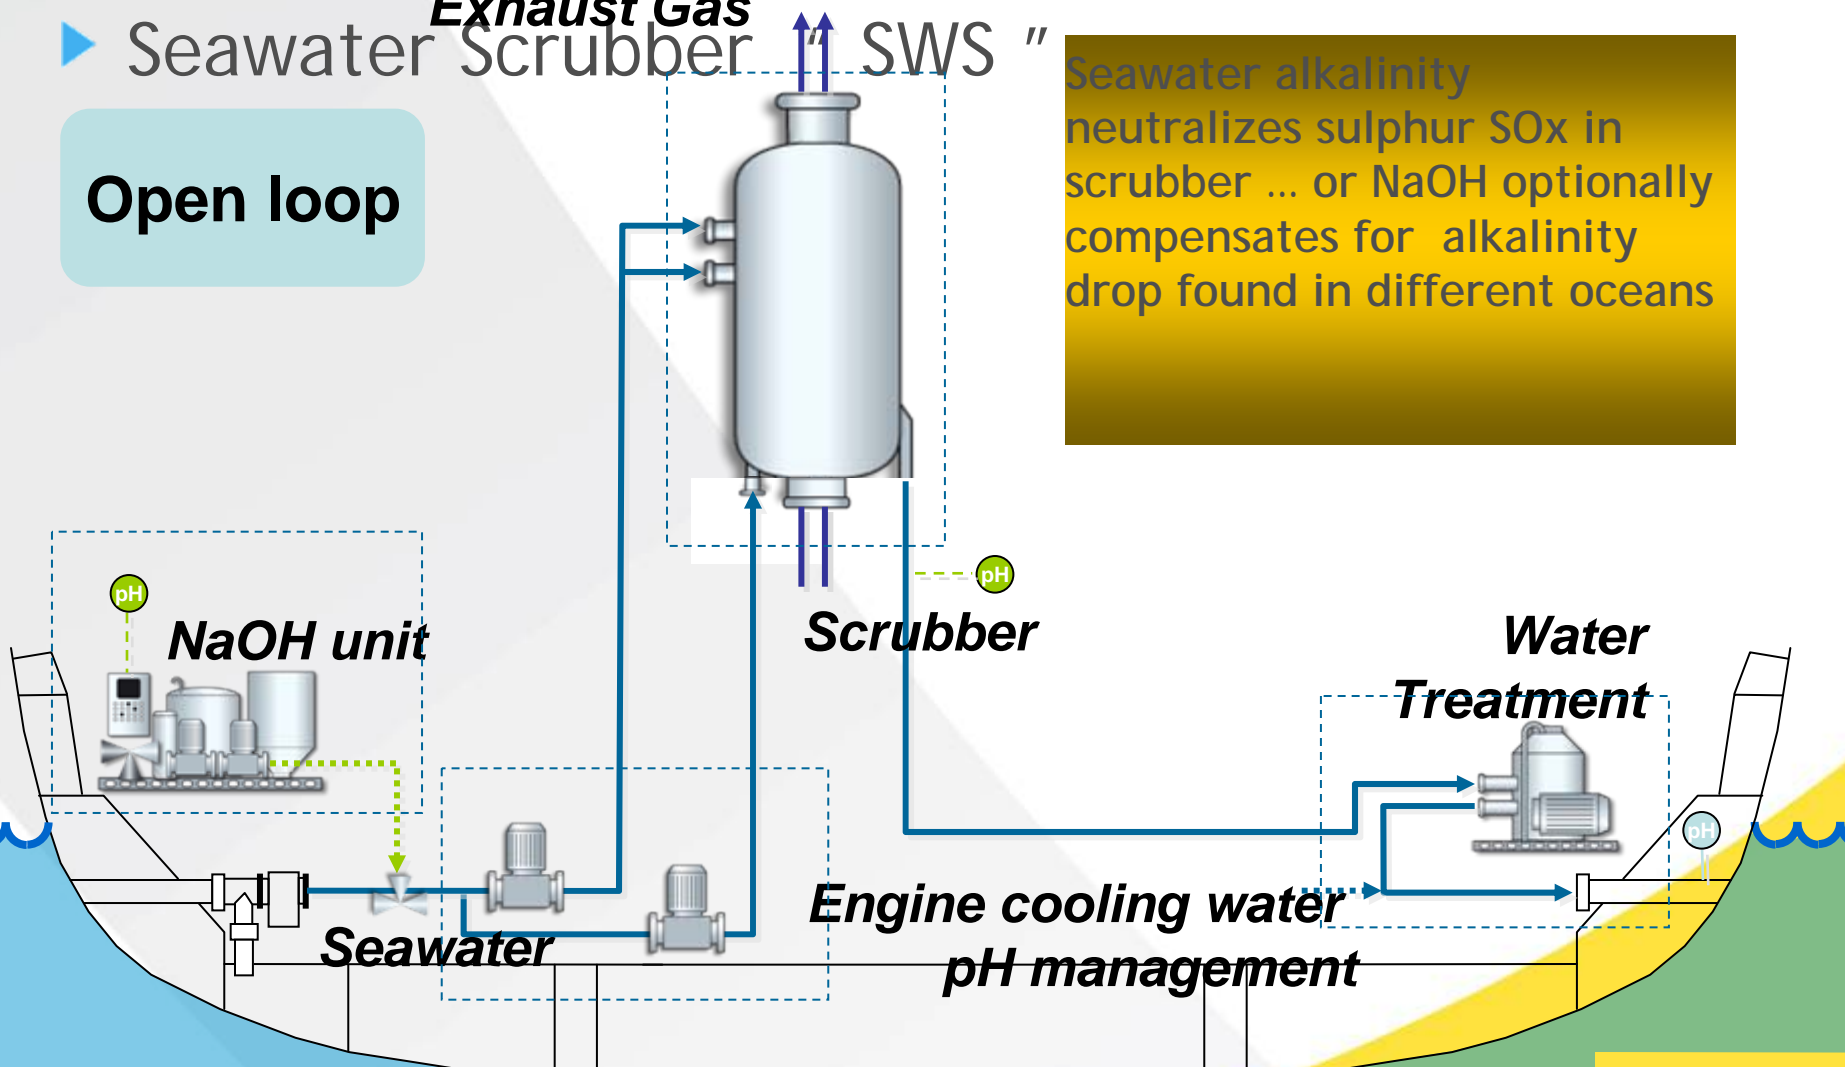 Exhaust Gas
Seawater Scrubber " SWS "
Open loop
Seawater alkalinity
neutralizes sulphur SOx in
scrubber ... or NaOH optionally
compensates for alkalinity
drop found in different oceans
pH
NaOH unit
pH
Scrubber
Water
Treatment
pH
Seawater
Engine cooling water
pH management